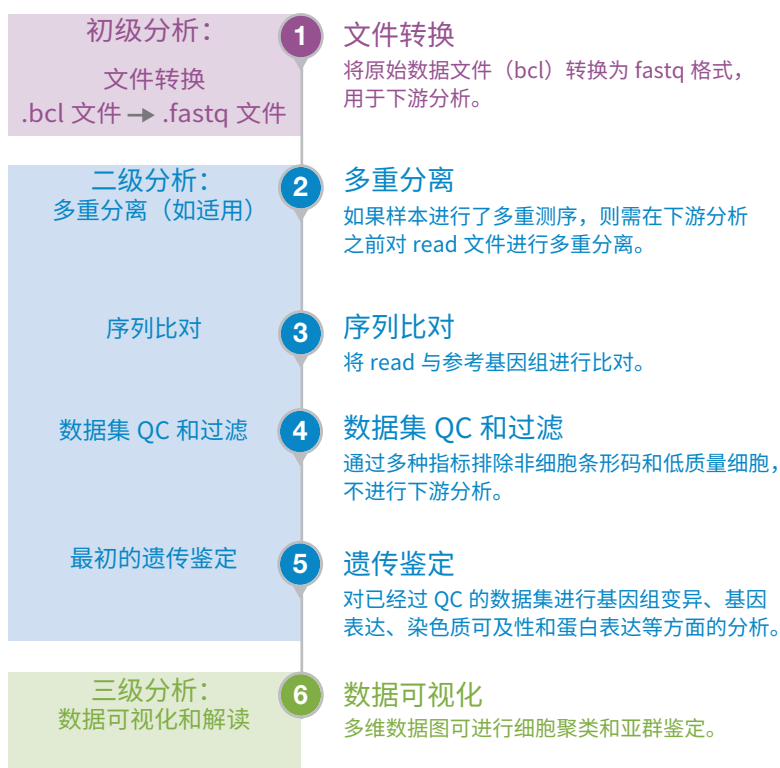 初级分析：
文件转换
.bcl 文件 → .fastq 文件
1
文件转换
将原始数据文件（bcl）转换为 fastq 格式，
用于下游分析。
二级分析：
多重分离（如适用）
2
多重分离
如果样本进行了多重测序，则需在下游分析
之前对 read 文件进行多重分离。
序列比对
3
序列比对
将 read 与参考基因组进行比对。
数据集 QC 和过滤
4
数据集 QC 和过滤
通过多种指标排除非细胞条形码和低质量细胞，
不进行下游分析。
最初的遗传鉴定
5
遗传鉴定
对已经过 QC 的数据集进行基因组变异、基因
表达、染色质可及性和蛋白表达等方面的分析。
三级分析：
数据可视化和解读
6
数据可视化
多维数据图可进行细胞聚类和亚群鉴定。